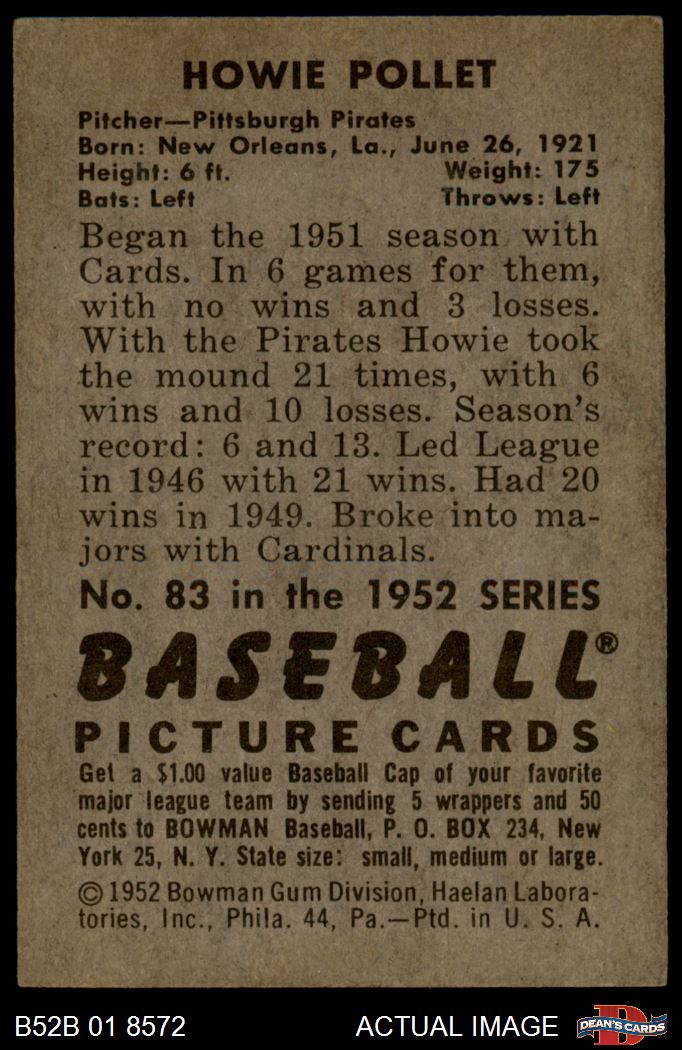 HOWIE POLLET
Pitcher—Pittsburgh Pirates
Born: New Orleans, La., June 26, 1921
Height: 6 ft. Weight: 175
Bats: Left Throws: Left
Began the 1951 season with
Cards. In 6 games for them,
with no wins and 3 losses.
With the Pirates Howie took
the mound 21 times, with 6
wins and 10 losses. Season's
record: 6 and 13. Led League
in 1946 with 21 wins. Had 20
wins in 1949. Broke into ma-
jors with Cardinals.
No. 83 in the 1952 SERIES
BASEBALL®
PICTURE CARDS
Get a $1.00 value Baseball Cap of your favorite
major league team by sending 5 wrappers and 50
cents to BOWMAN Baseball, P. O. BOX 234, New
York 25, N. Y. State size: small, medium or large.
© 1952 Bowman Gum Division, Haelan Labora-
tories, Inc., Phila. 44, Pa.—Ptd. in U. S. A.
B52B 01 8572 ACTUAL IMAGE D DEAN'S CARDS